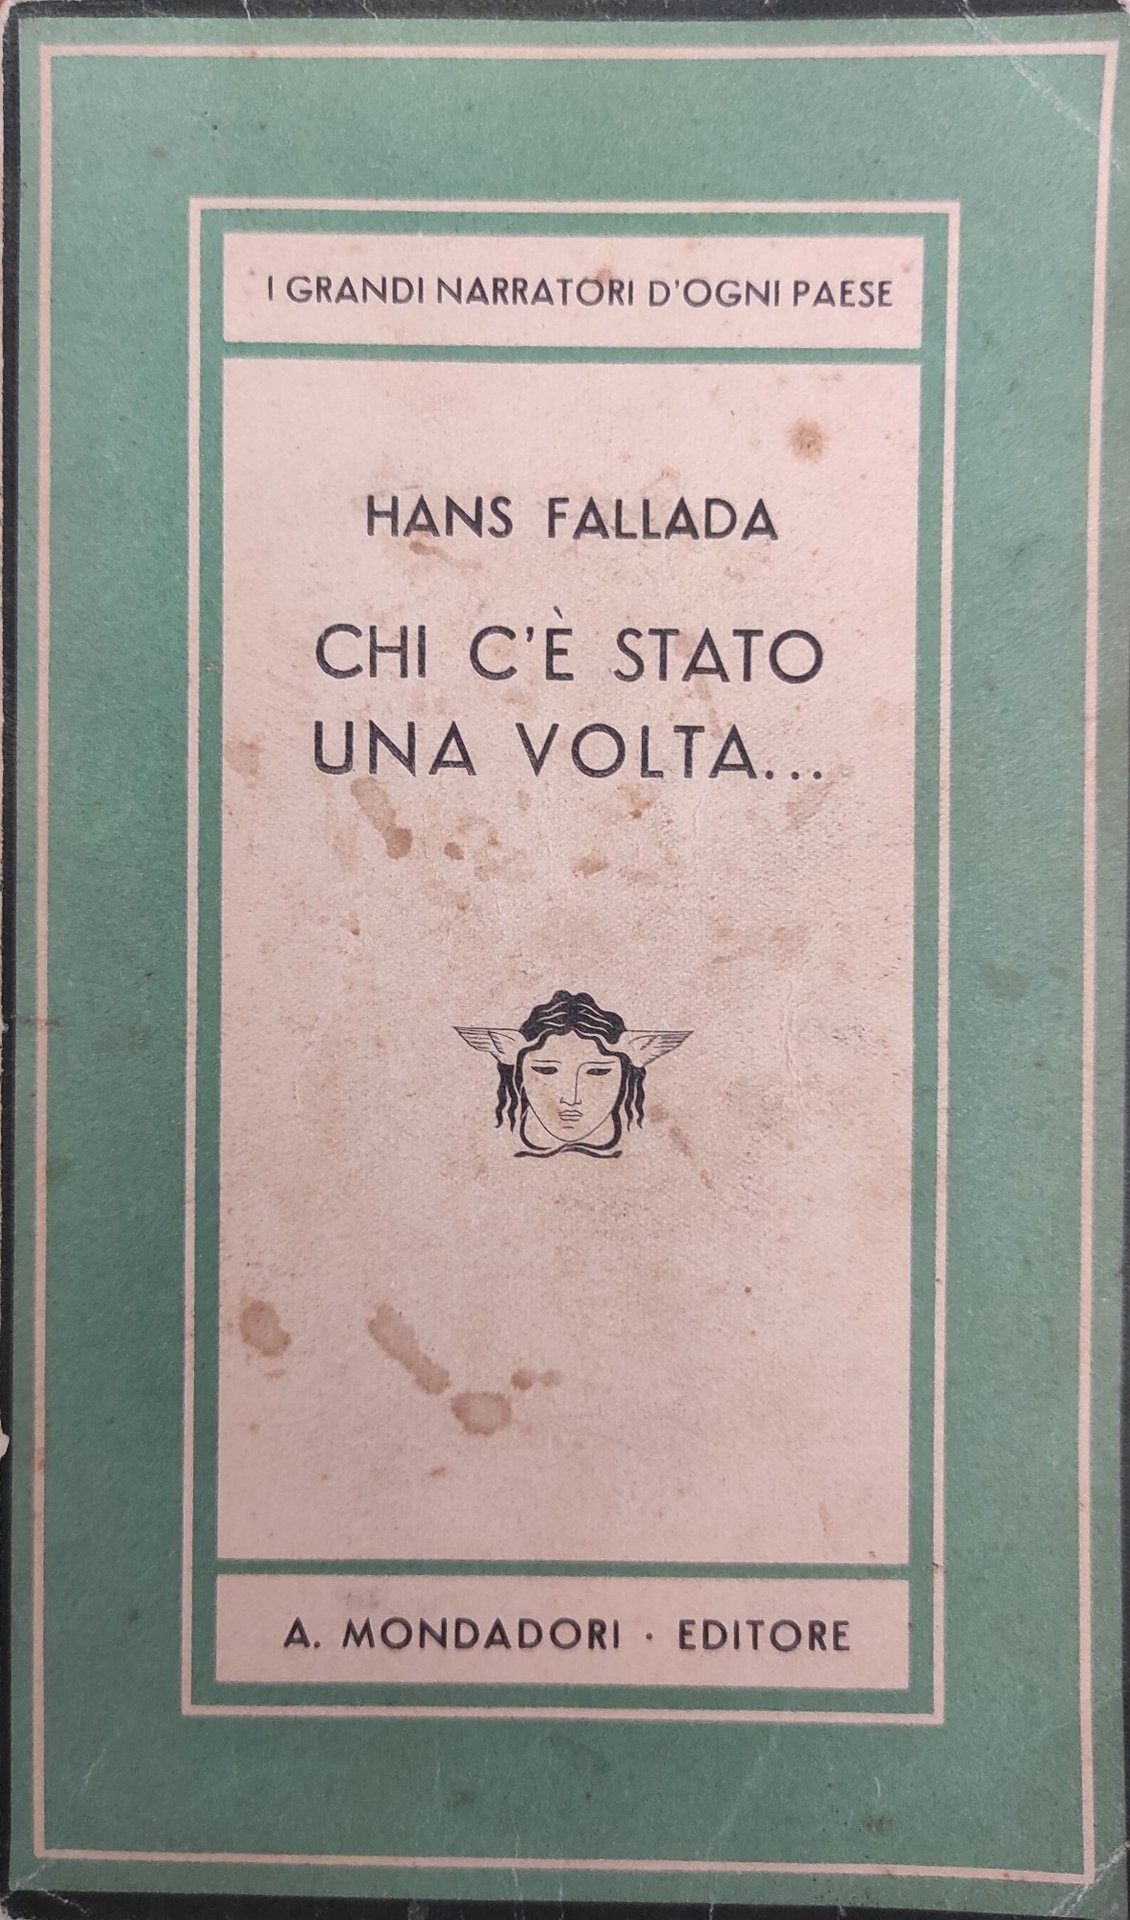 I GRANDI NARRATORI D'OGNI PAESE
HANS FALLADA
CHI C'È STATO
UNA VOLTA...
A. MONDADORI · EDITORE